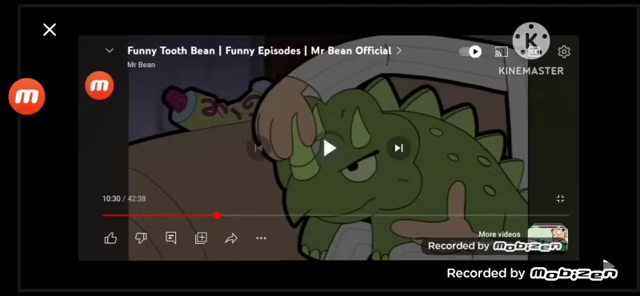 Funny Tooth Bean | Funny Episodes | Mr Bean Official
Mr Bean
K
KINEMASTER
m
m
10:30 / 42:38
More videos
Recorded by Mobizen
Recorded by Mobizen